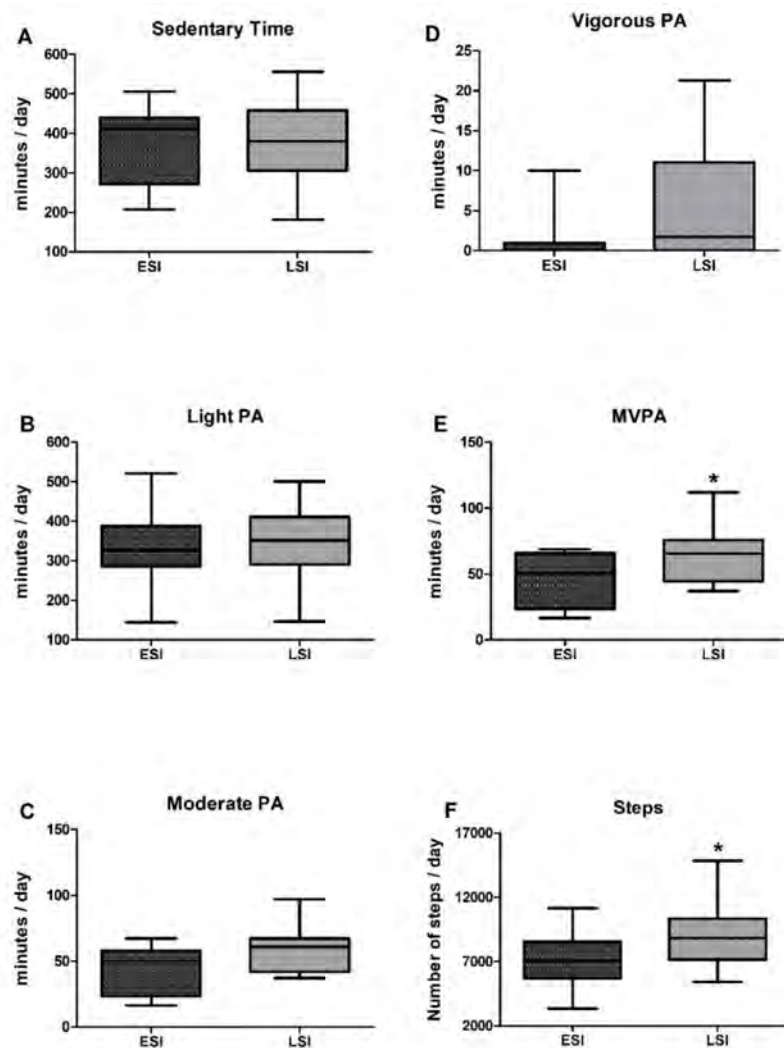 A
Sedentary Time
minutes / day
600
500
400
300
200
100
ESI
LSI
B
Light PA
minutes / day
600
500
400
300
200
100
ESI
LSI
C
Moderate PA
minutes / day
150
100
50
0
ESI
LSI
D
Vigorous PA
minutes / day
25
20
15
10
5
0
ESI
LSI
E
MVPA
minutes / day
150
100
50
0
*
ESI
LSI
F
Steps
Number of steps / day
17000
12000
7000
2000
*
ESI
LSI